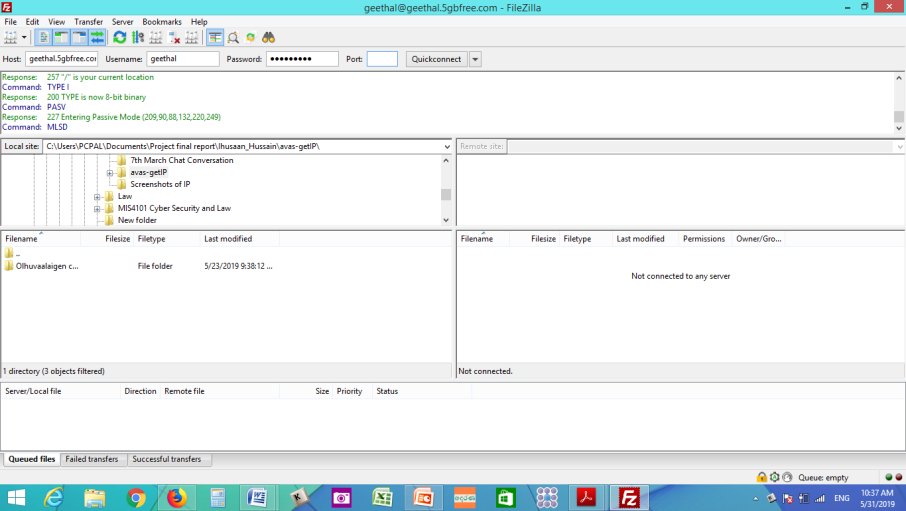 geethal@geethal.5gbfree.com - FileZilla
File Edit View Transfer Server Bookmarks Help
Host: geethal.5gbfree.coı Username: geethal Password: ●●●●●●●●● Port: Quickconnect
Response: 257 "/" is your current location
Command: TYPE I
Response: 200 TYPE is now 8-bit binary
Command: PASV
Response: 227 Entering Passive Mode (209,90,88,132,220,249)
Command: MLSD
Local site: C:\Users\PCPAL\Documents\Project final report\Ihusaan_Hussain\avas-getIP\ Remote site:
7th March Chat Conversation
avas-getIP
Screenshots of IP
Law
MIS4101 Cyber Security and Law
New folder
Filename Filesize Filetype Last modified
..
Olhuvaalaigen c... File folder 5/23/2019 9:38:12 ...
1 directory (3 objects filtered)
Filename Filesize Filetype Last modified Permissions Owner/Gro...
Not connected to any server
Not connected.
Server/Local file Direction Remote file Size Priority Status
Queued files Failed transfers Successful transfers
Queue: empty
ENG 10:37 AM
5/31/2019